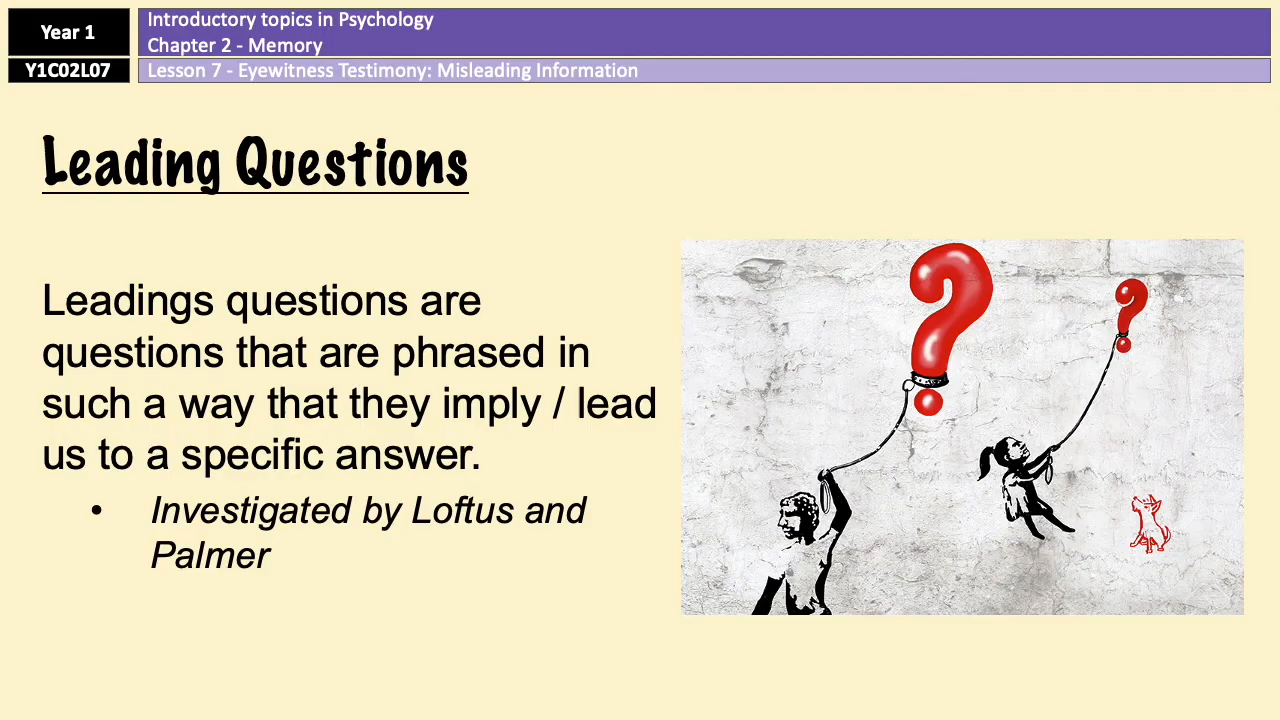 Year 1
Introductory topics in Psychology
Chapter 2 - Memory
Y1C02L07
Lesson 7 - Eyewitness Testimony: Misleading Information
Leading Questions
Leadings questions are
questions that are phrased in
such a way that they imply / lead
us to a specific answer.
• Investigated by Loftus and
Palmer
? ?